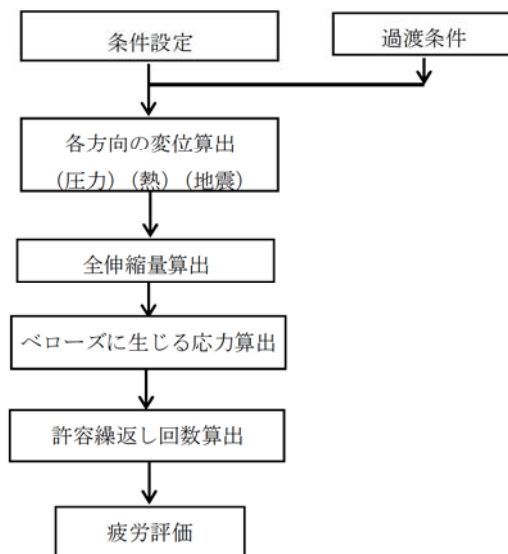 条件設定
過渡条件
各方向の変位算出
(圧力)(熱)(地震)
全伸縮量算出
ベローズに生じる応力算出
許容繰返し回数算出
疲労評価